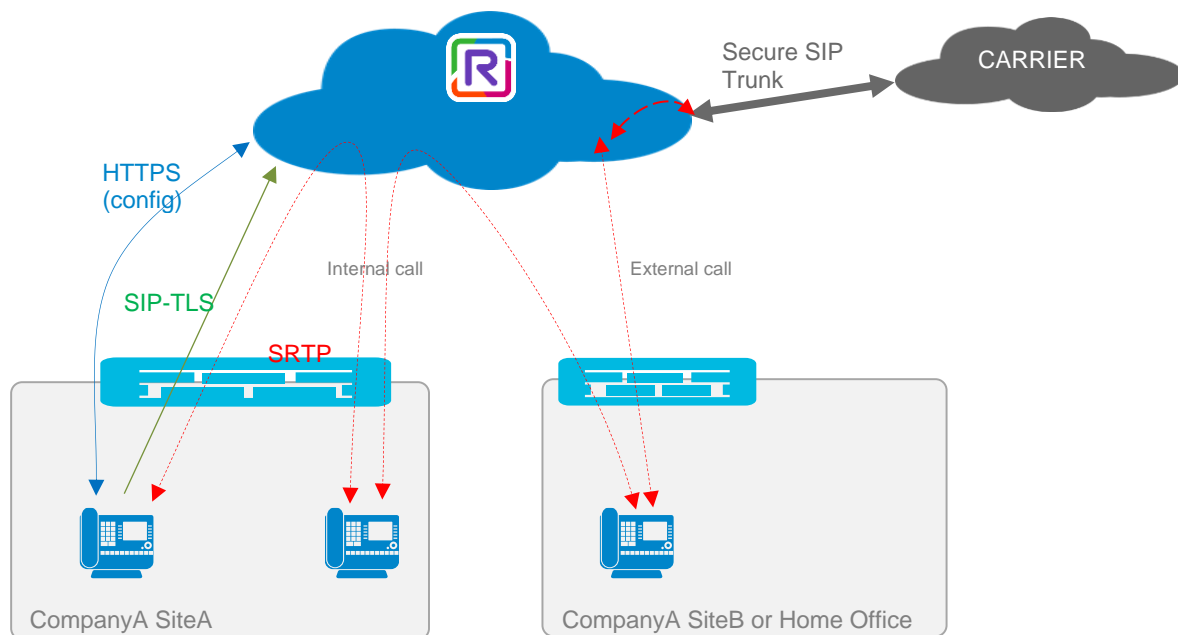 R
Secure SIP
Trunk
CARRIER
HTTPS
(config)
Internal call
External call
SIP-TLS
SRTP
CompanyA SiteA
CompanyA SiteB or Home Office